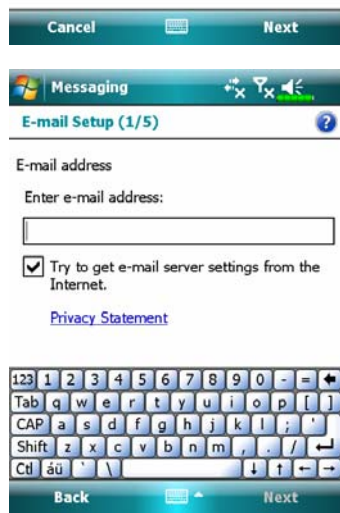 Cancel Next
Messaging
E-mail Setup (1/5) ?
E-mail address
Enter e-mail address:
Try to get e-mail server settings from the
Internet.
Privacy Statement
123 1 2 3 4 5 6 7 8 9 0 - =
Tab q w e r t y u i o p [ ]
CAP a s d f g h j k l ; '
Shift z x c v b n m , . /
Ctl áü ` \
Back Next